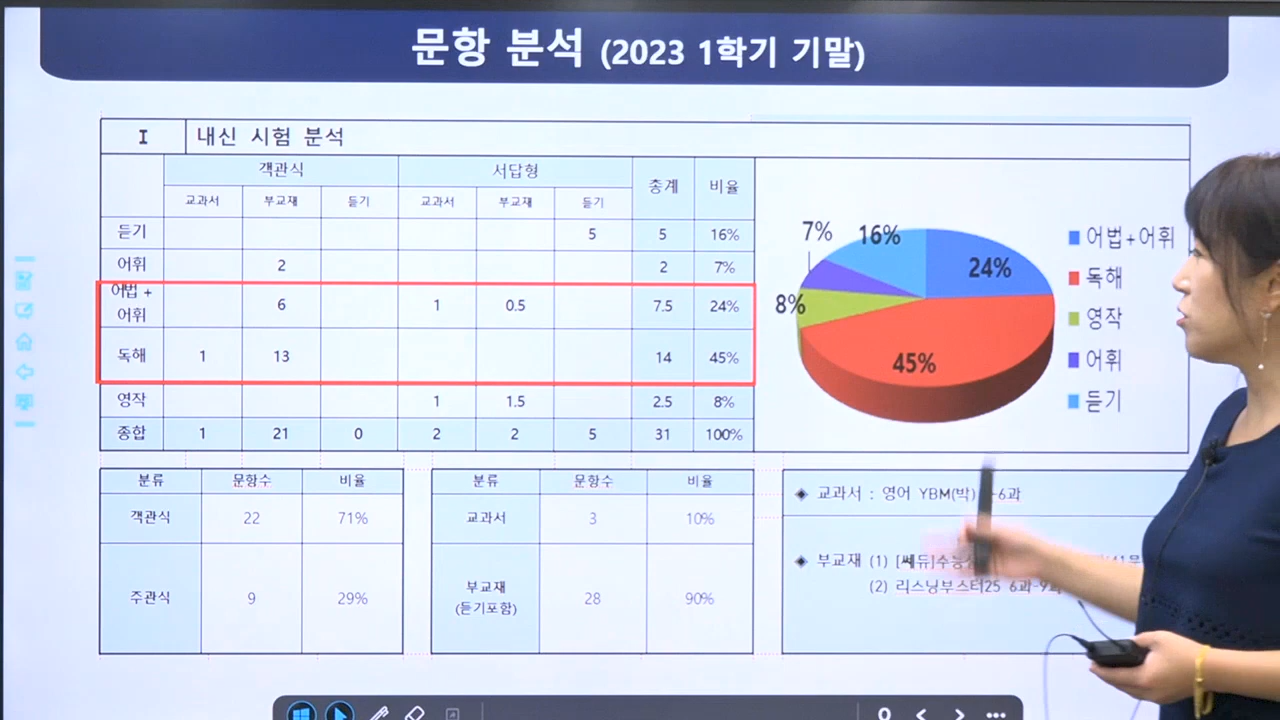 문항 분석 (2023 1학기 기말)
I 내신 시험 분석
객관식 서답형 총계 비율
교과서 부교재 듣기 교과서 부교재 듣기
듣기 5 5 16%
어휘 2 2 7%
어법 + 어휘 6 1 0.5 7.5 24%
독해 1 13 14 45%
영작 1 1.5 2.5 8%
종합 1 21 0 2 2 5 31 100%
7% 16% 24% 8% 45%
어법+어휘
독해
영작
어휘
듣기
분류 문항수 비율
객관식 22 71%
주관식 9 29%
분류 문항수 비율
교과서 3 10%
부교재 (듣기포함) 28 90%
◈ 교과서 : 영어 YBM(박) -6과
◈ 부교재 (1) [쎄듀]
(2) 리스닝부스터25 6과-9과